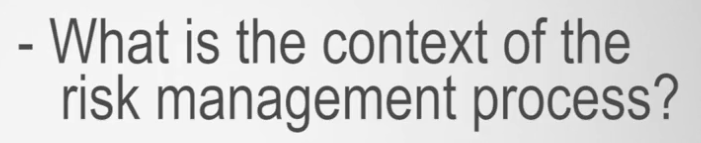 - What is the context of the
risk management process?